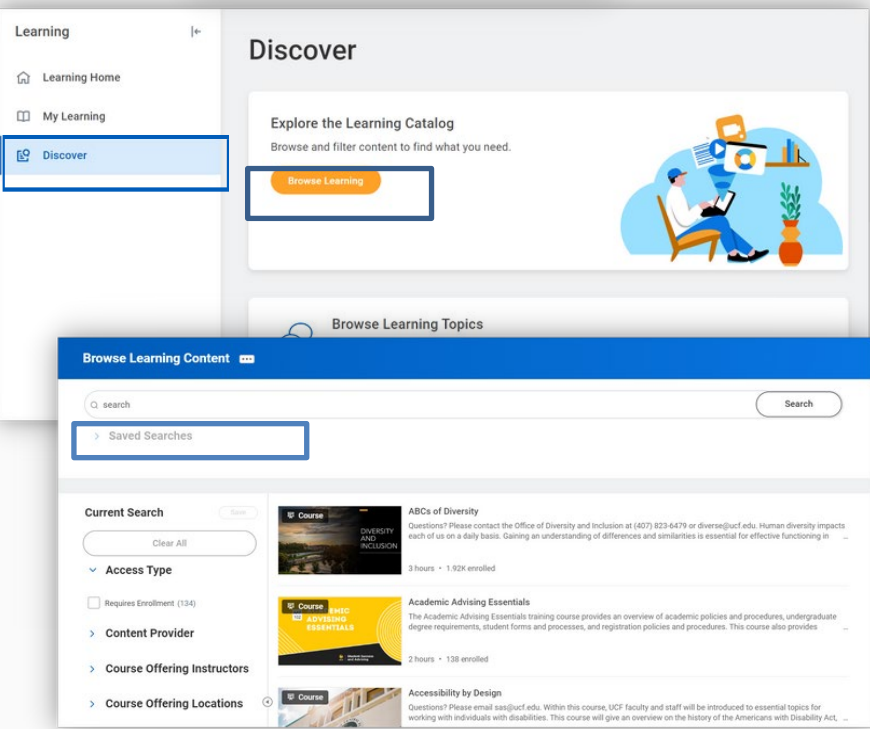 Learning
Learning Home
My Learning
Discover
Discover
Explore the Learning Catalog
Browse and filter content to find what you need.
Browse Learning
Browse Learning Topics
Browse Learning Content
search
Search
Saved Searches
Current Search
Save
Clear All
Access Type
Requires Enrollment (134)
Content Provider
Course Offering Instructors
Course Offering Locations
Course
DIVERSITY
AND
INCLUSION
ABCs of Diversity
Questions? Please contact the Office of Diversity and Inclusion at (407) 823-6479 or diverse@ucf.edu. Human diversity impacts
each of us on a daily basis. Gaining an understanding of differences and similarities is essential for effective functioning in ...
3 hours • 1.92K enrolled
Course
ADVISING
ESSENTIALS
Academic Advising Essentials
The Academic Advising Essentials training course provides an overview of academic policies and procedures, undergraduate
degree requirements, student forms and processes, and registration policies and procedures. This course also provides ...
2 hours • 138 enrolled
Course
Accessibility by Design
Questions? Please email sas@ucf.edu. Within this course, UCF faculty and staff will be introduced to essential topics for
working with individuals with disabilities. This course will give an overview on the history of the Americans with Disability Act, ...